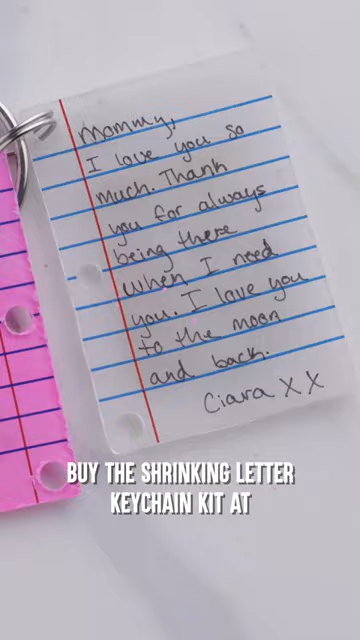 Mommy,
I love you so
much. Thank
you for always
being there
When I need
you. I love you
to the moon
and back.
Ciara X X
BUY THE SHRINKING LETTER
KEYCHAIN KIT AT